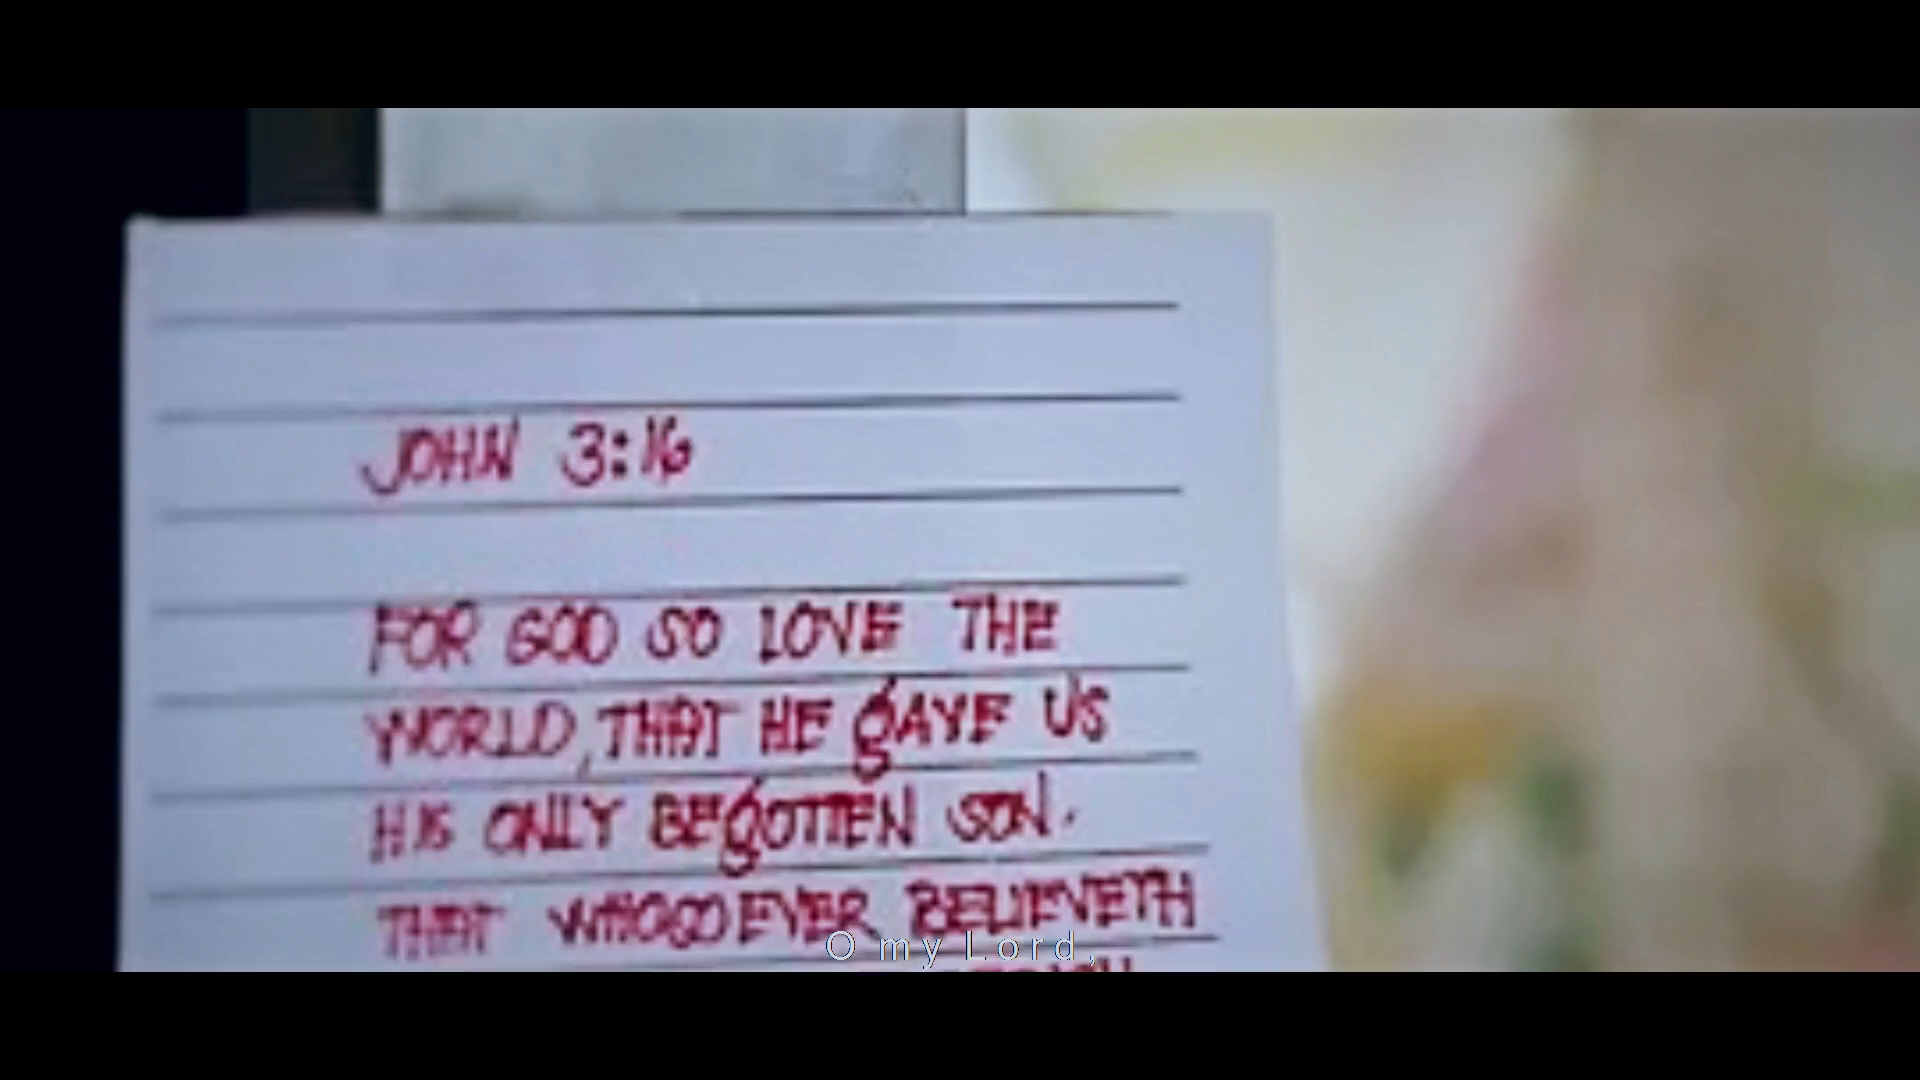 JOHN 3:16
FOR GOD SO LOVE THE
WORLD, THAT HE GAVE US
HIS ONLY BEGOTTEN SON.
THAT WHOSOEVER BELIEVETH
O my Lord,